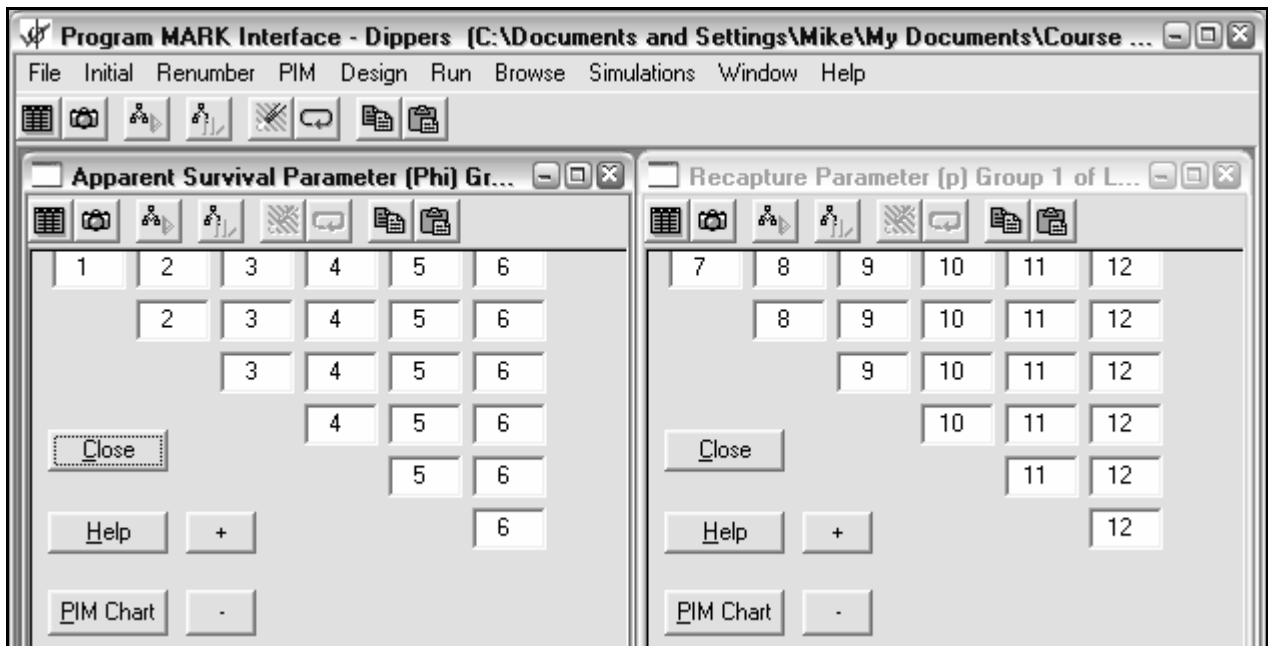 Program MARK Interface - Dippers (C:\Documents and Settings\Mike\My Documents\Course ...
File Initial Renumber PIM Design Run Browse Simulations Window Help
Apparent Survival Parameter (Phi) Gr...
1 2 3 4 5 6
2 3 4 5 6
3 4 5 6
4 5 6
Close
5 6
Help + 6
PIM Chart -
Recapture Parameter (p) Group 1 of L...
7 8 9 10 11 12
8 9 10 11 12
9 10 11 12
10 11 12
Close
11 12
Help + 12
PIM Chart -